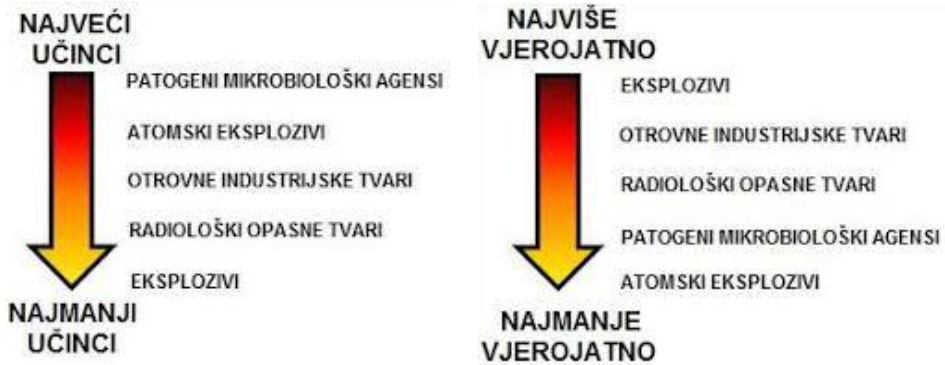 NAJVEĆI
UČINCI
PATOGENI MIKROBIOLOŠKI AGENSI
ATOMSKI EKSPLOZIVI
OTROVNE INDUSTRIJSKE TVARI
RADIOLOŠKI OPASNE TVARI
EKSPLOZIVI
NAJMANJI
UČINCI
NAJVIŠE
VJEROJATNO
EKSPLOZIVI
OTROVNE INDUSTRIJSKE TVARI
RADIOLOŠKI OPASNE TVARI
PATOGENI MIKROBIOLOŠKI AGENSI
ATOMSKI EKSPLOZIVI
NAJMANJE
VJEROJATNO